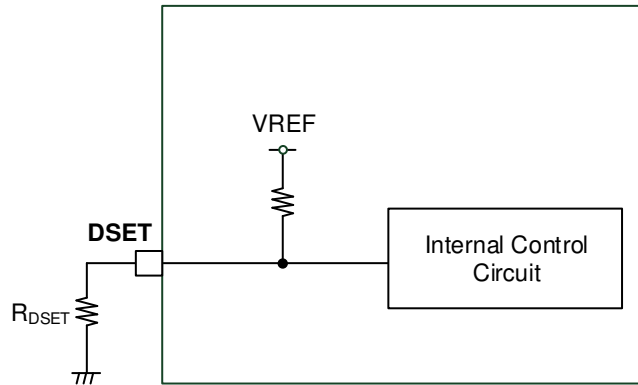 VREF
DSET
Internal Control
Circuit
RDSET